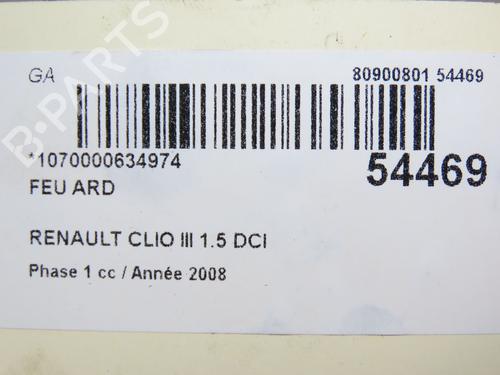 GA 80900801 54469
*1070000634974 54469
FEU ARD
RENAULT CLIO III 1.5 DCI
Phase 1 cc / Année 2008
B-PARTS